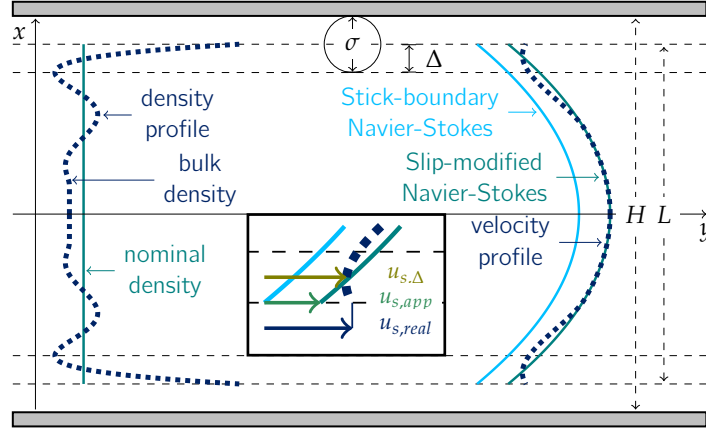 x
σ
Δ
density
profile
Stick-boundary
Navier-Stokes
bulk
density
Slip-modified
Navier-Stokes
H
L
y
velocity
profile
nominal
density
u_{s.Δ}
u_{s,app}
u_{s,real}